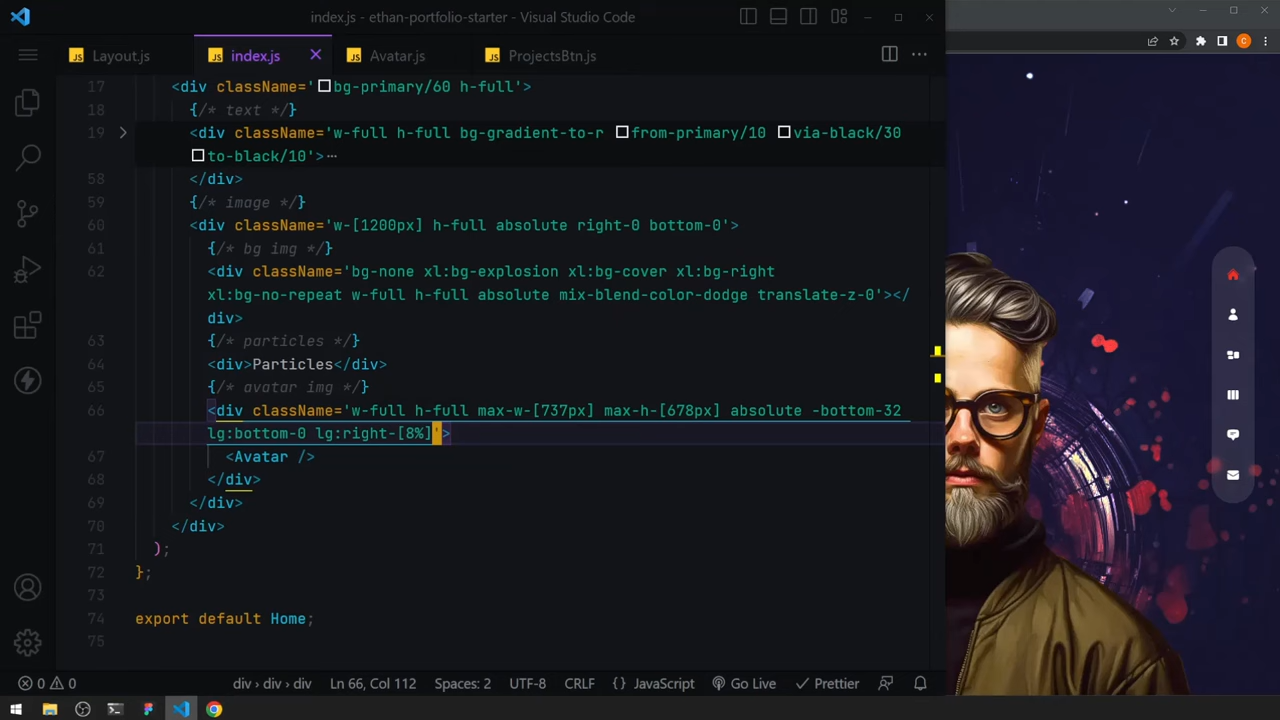 index.js - ethan-portfolio-starter - Visual Studio Code
JS Layout.js
JS index.js
JS Avatar.js
JS ProjectsBtn.js
17 <div className='bg-primary/60 h-full'>
18 {/* text */}
19 <div className='w-full h-full bg-gradient-to-r from-primary/10 via-black/30
to-black/10'>…
58 </div>
59 {/* image */}
60 <div className='w-[1200px] h-full absolute right-0 bottom-0'>
61 {/* bg img */}
62 <div className='bg-none xl:bg-explosion xl:bg-cover xl:bg-right
xl:bg-no-repeat w-full h-full absolute mix-blend-color-dodge translate-z-0'></
div>
63 {/* particles */}
64 <div>Particles</div>
65 {/* avatar img */}
66 <div className='w-full h-full max-w-[737px] max-h-[678px] absolute -bottom-32
lg:bottom-0 lg:right-[8%]'>
67 <Avatar />
68 </div>
69 </div>
70 </div>
71 );
72 };
73
74 export default Home;
75
0 0
div › div › div
Ln 66, Col 112
Spaces: 2
UTF-8
CRLF
{} JavaScript
Go Live
Prettier
C